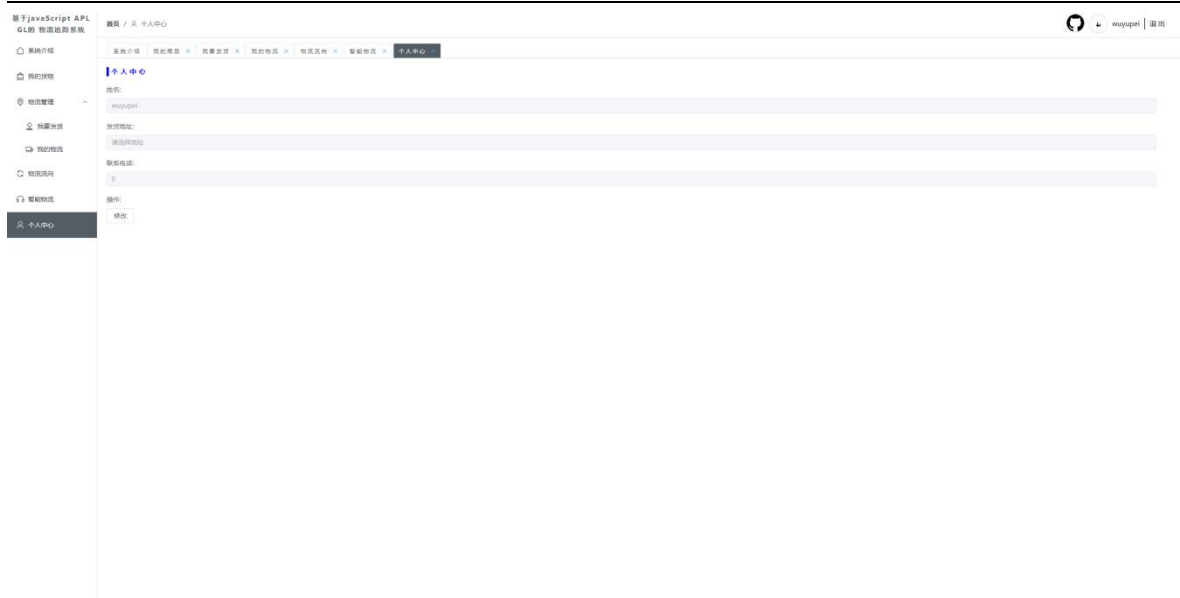 基于javaScript APL
GL的 物流追踪系统
首页 / 个人中心
wuyupei | 退出
系统介绍
我的货物
物流管理
我要发货
我的物流
物流流向
智能物流
个人中心
系统介绍 我的商品 × 我要发货 × 我的物流 × 物流流向 × 智能物流 × 个人中心 ×
个人中心
姓名:
wuyupei
发货地址:
请选择地址
联系电话:
操作:
修改